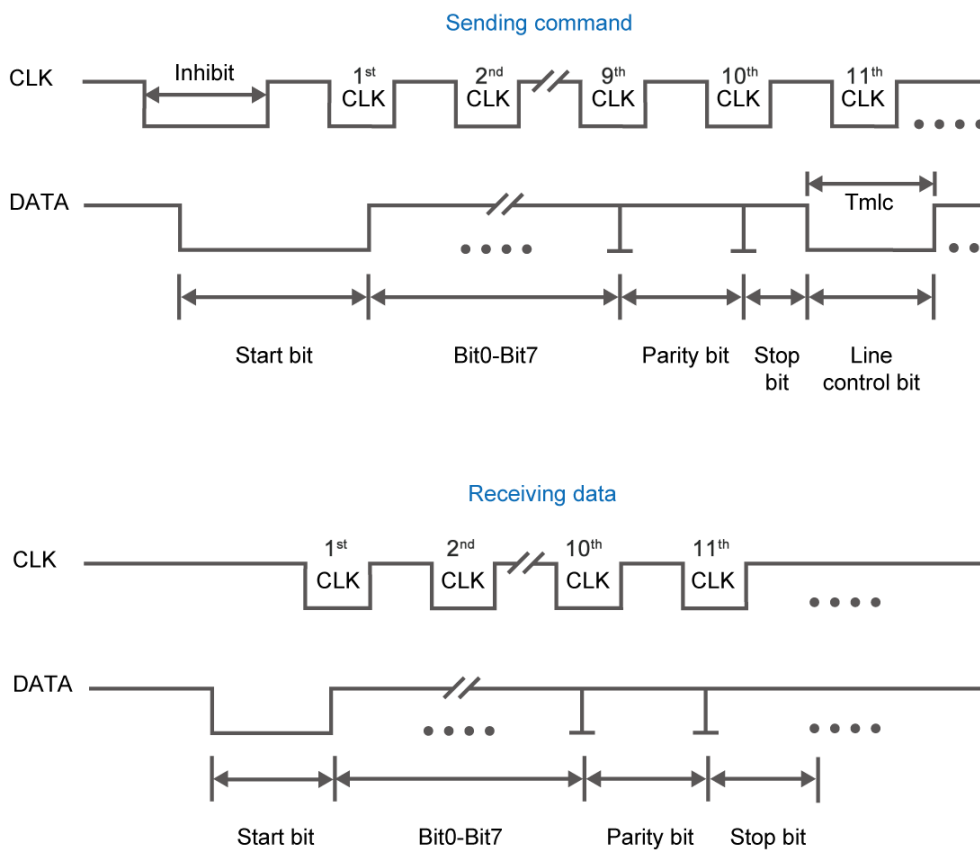 Sending command
CLK
Inhibit
1st
CLK
2nd
CLK
9th
CLK
10th
CLK
11th
CLK
DATA
Tmlc
Start bit
Bit0-Bit7
Parity bit
Stop
bit
Line
control bit
Receiving data
CLK
1st
CLK
2nd
CLK
10th
CLK
11th
CLK
DATA
Start bit
Bit0-Bit7
Parity bit
Stop bit